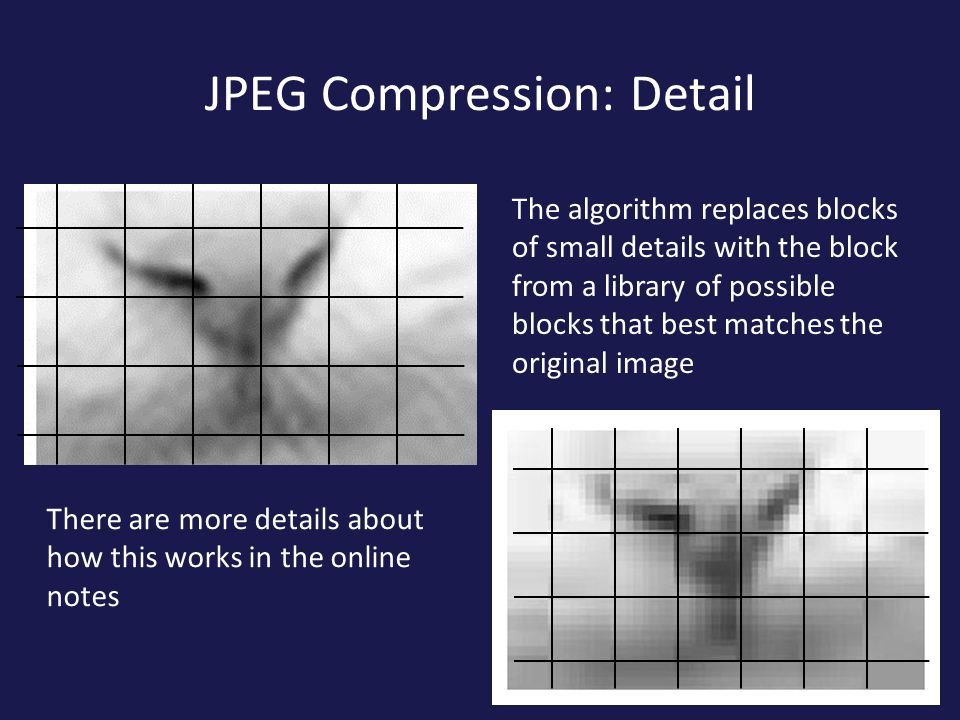 JPEG Compression: Detail
The algorithm replaces blocks
of small details with the block
from a library of possible
blocks that best matches the
original image
There are more details about
how this works in the online
notes